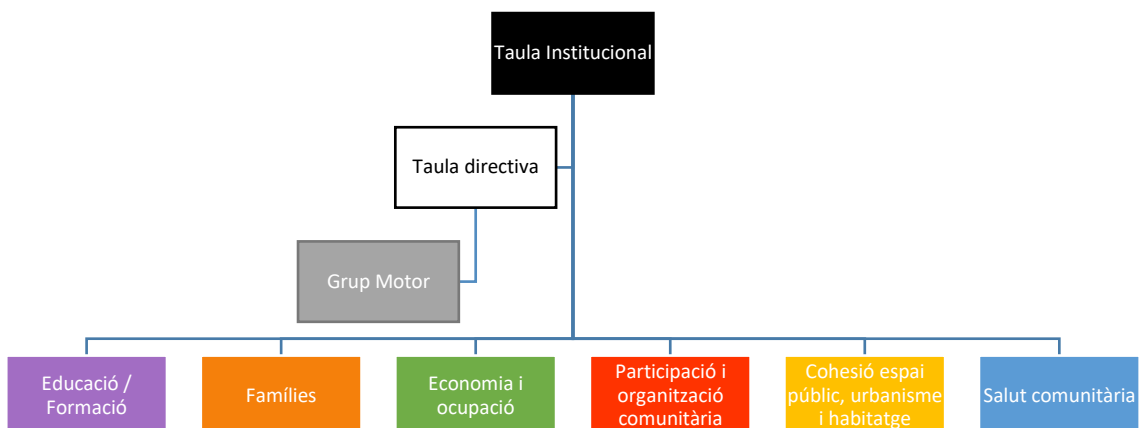 Taula Institucional
Taula directiva
Grup Motor
Educació /
Formació
Famílies
Economia i
ocupació
Participació i
organització
comunitària
Cohesió espai
públic, urbanisme
i habitatge
Salut comunitària